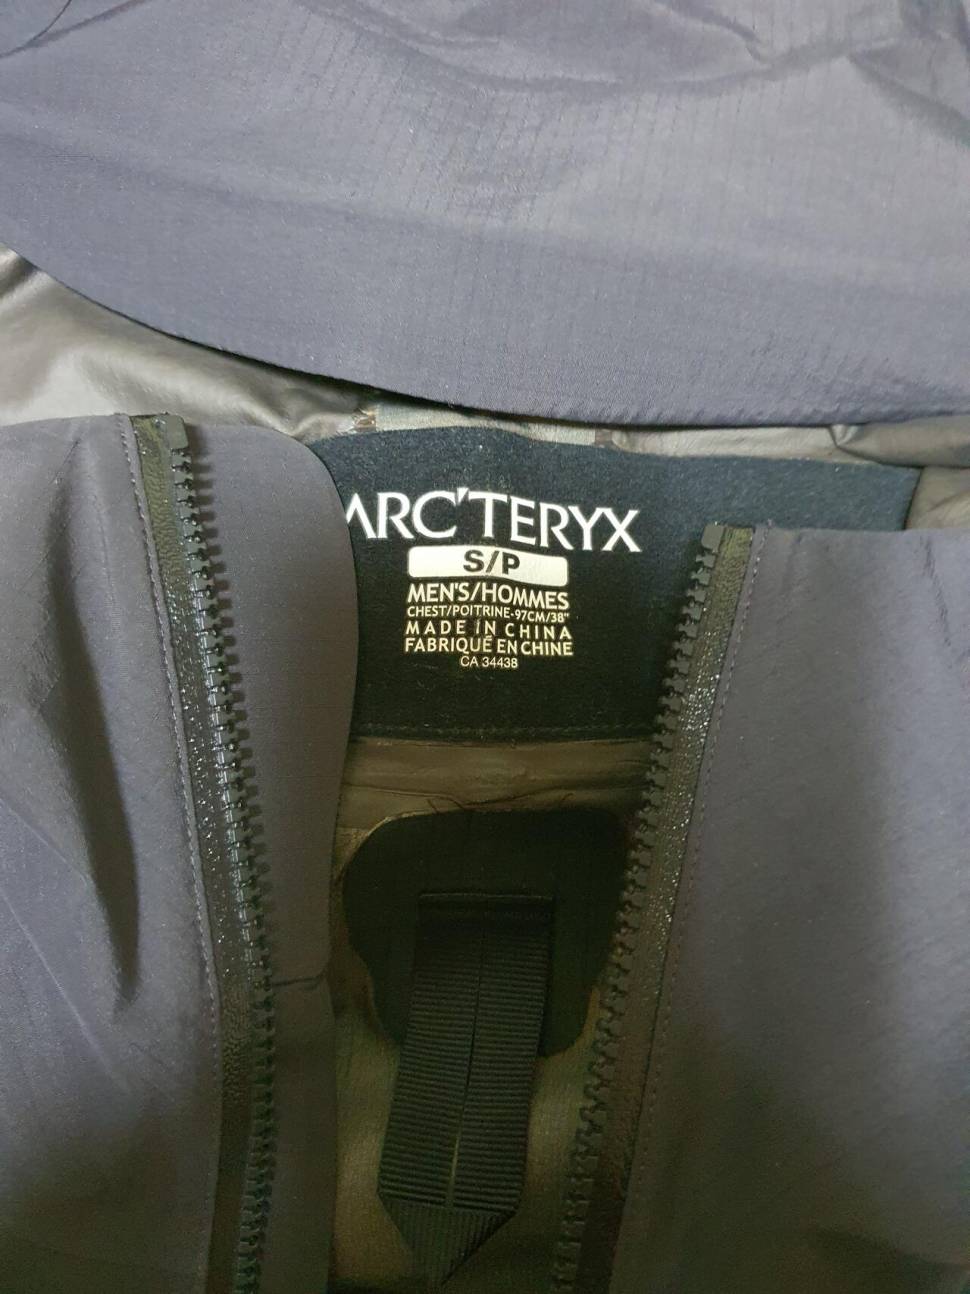 ARC'TERYX
S/P
MEN'S/HOMMES
CHEST/POITRINE-97CM/38"
MADE IN CHINA
FABRIQUÉ EN CHINE
CA 34438